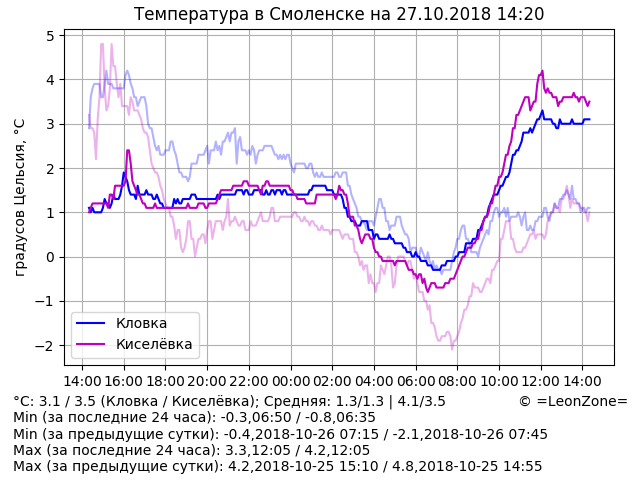 Температура в Смоленске на 27.10.2018 14:20
градусов Цельсия, °C
5
4
3
2
1
0
−1
−2
Кловка
Киселёвка
14:00 16:00 18:00 20:00 22:00 00:00 02:00 04:00 06:00 08:00 10:00 12:00 14:00
°C: 3.1 / 3.5 (Кловка / Киселёвка); Средняя: 1.3/1.3 | 4.1/3.5 © =LeonZone=
Min (за последние 24 часа): -0.3,06:50 / -0.8,06:35
Min (за предыдущие сутки): -0.4,2018-10-26 07:15 / -2.1,2018-10-26 07:45
Max (за последние 24 часа): 3.3,12:05 / 4.2,12:05
Max (за предыдущие сутки): 4.2,2018-10-25 15:10 / 4.8,2018-10-25 14:55